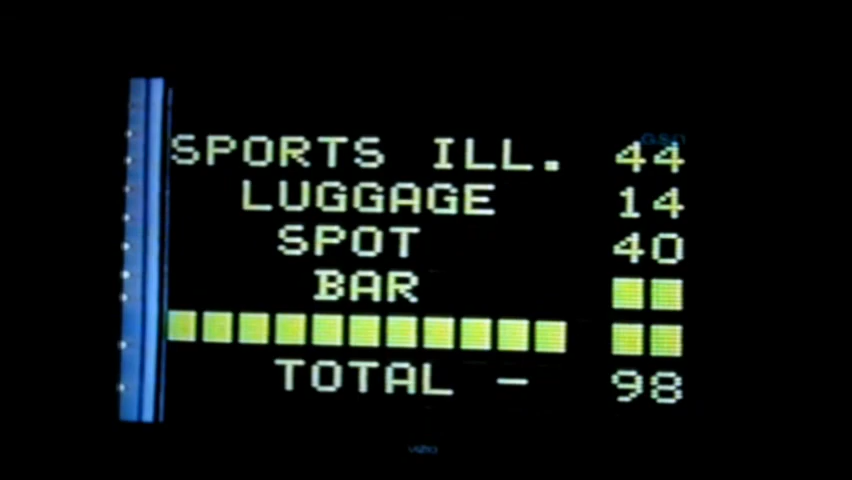 SPORTS ILL. 44
LUGGAGE 14
SPOT 40
BAR
TOTAL - 98